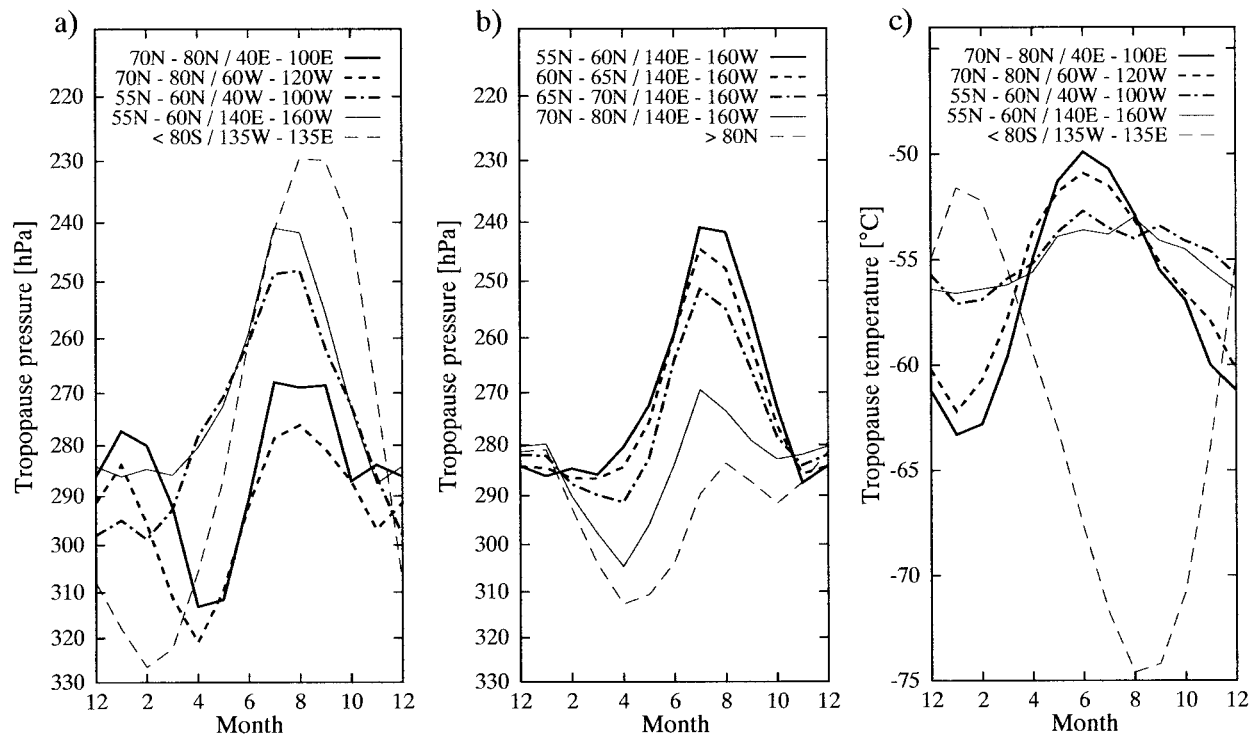 a)
70N - 80N / 40E - 100E
70N - 80N / 60W - 120W
55N - 60N / 40W - 100W
55N - 60N / 140E - 160W
< 80S / 135W - 135E
Tropopause pressure [hPa]
220
230
240
250
260
270
280
290
300
310
320
330
12 2 4 6 8 10 12
Month
b)
55N - 60N / 140E - 160W
60N - 65N / 140E - 160W
65N - 70N / 140E - 160W
70N - 80N / 140E - 160W
> 80N
Tropopause pressure [hPa]
220
230
240
250
260
270
280
290
300
310
320
330
12 2 4 6 8 10 12
Month
c)
70N - 80N / 40E - 100E
70N - 80N / 60W - 120W
55N - 60N / 40W - 100W
55N - 60N / 140E - 160W
< 80S / 135W - 135E
Tropopause temperature [°C]
-50
-55
-60
-65
-70
-75
12 2 4 6 8 10 12
Month